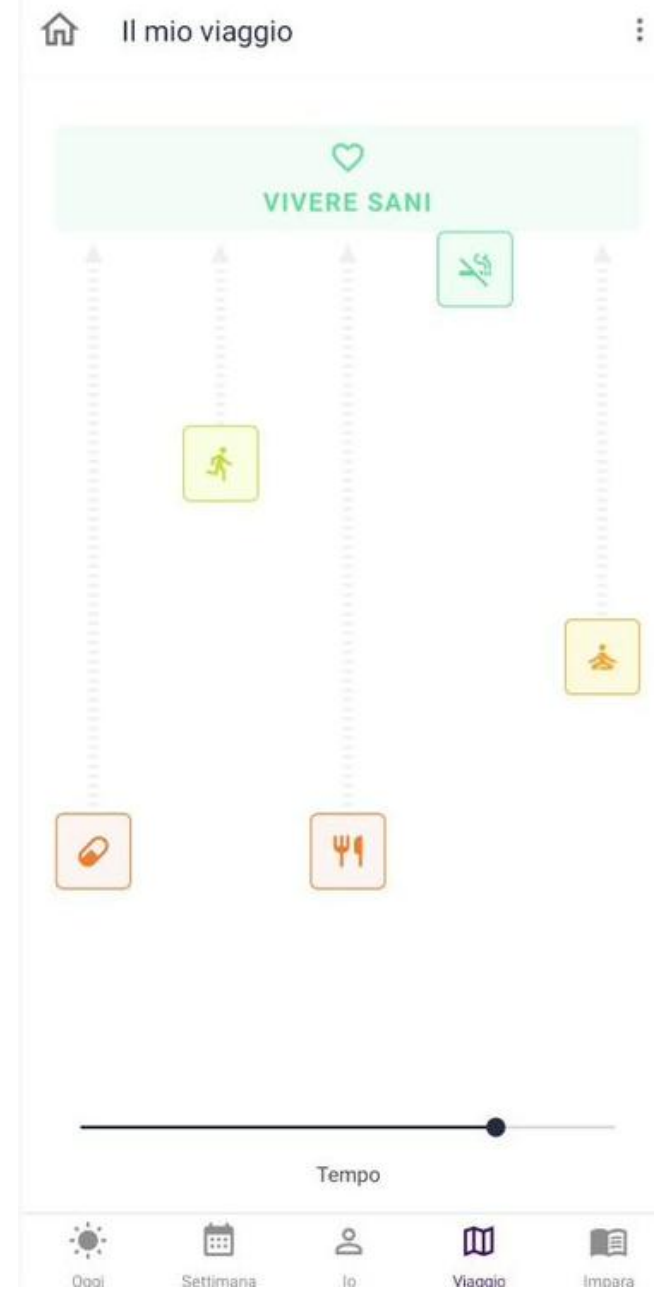 Il mio viaggio
VIVERE SANI
Tempo
Oggi
Settimana
Io
Viaggio
Impara